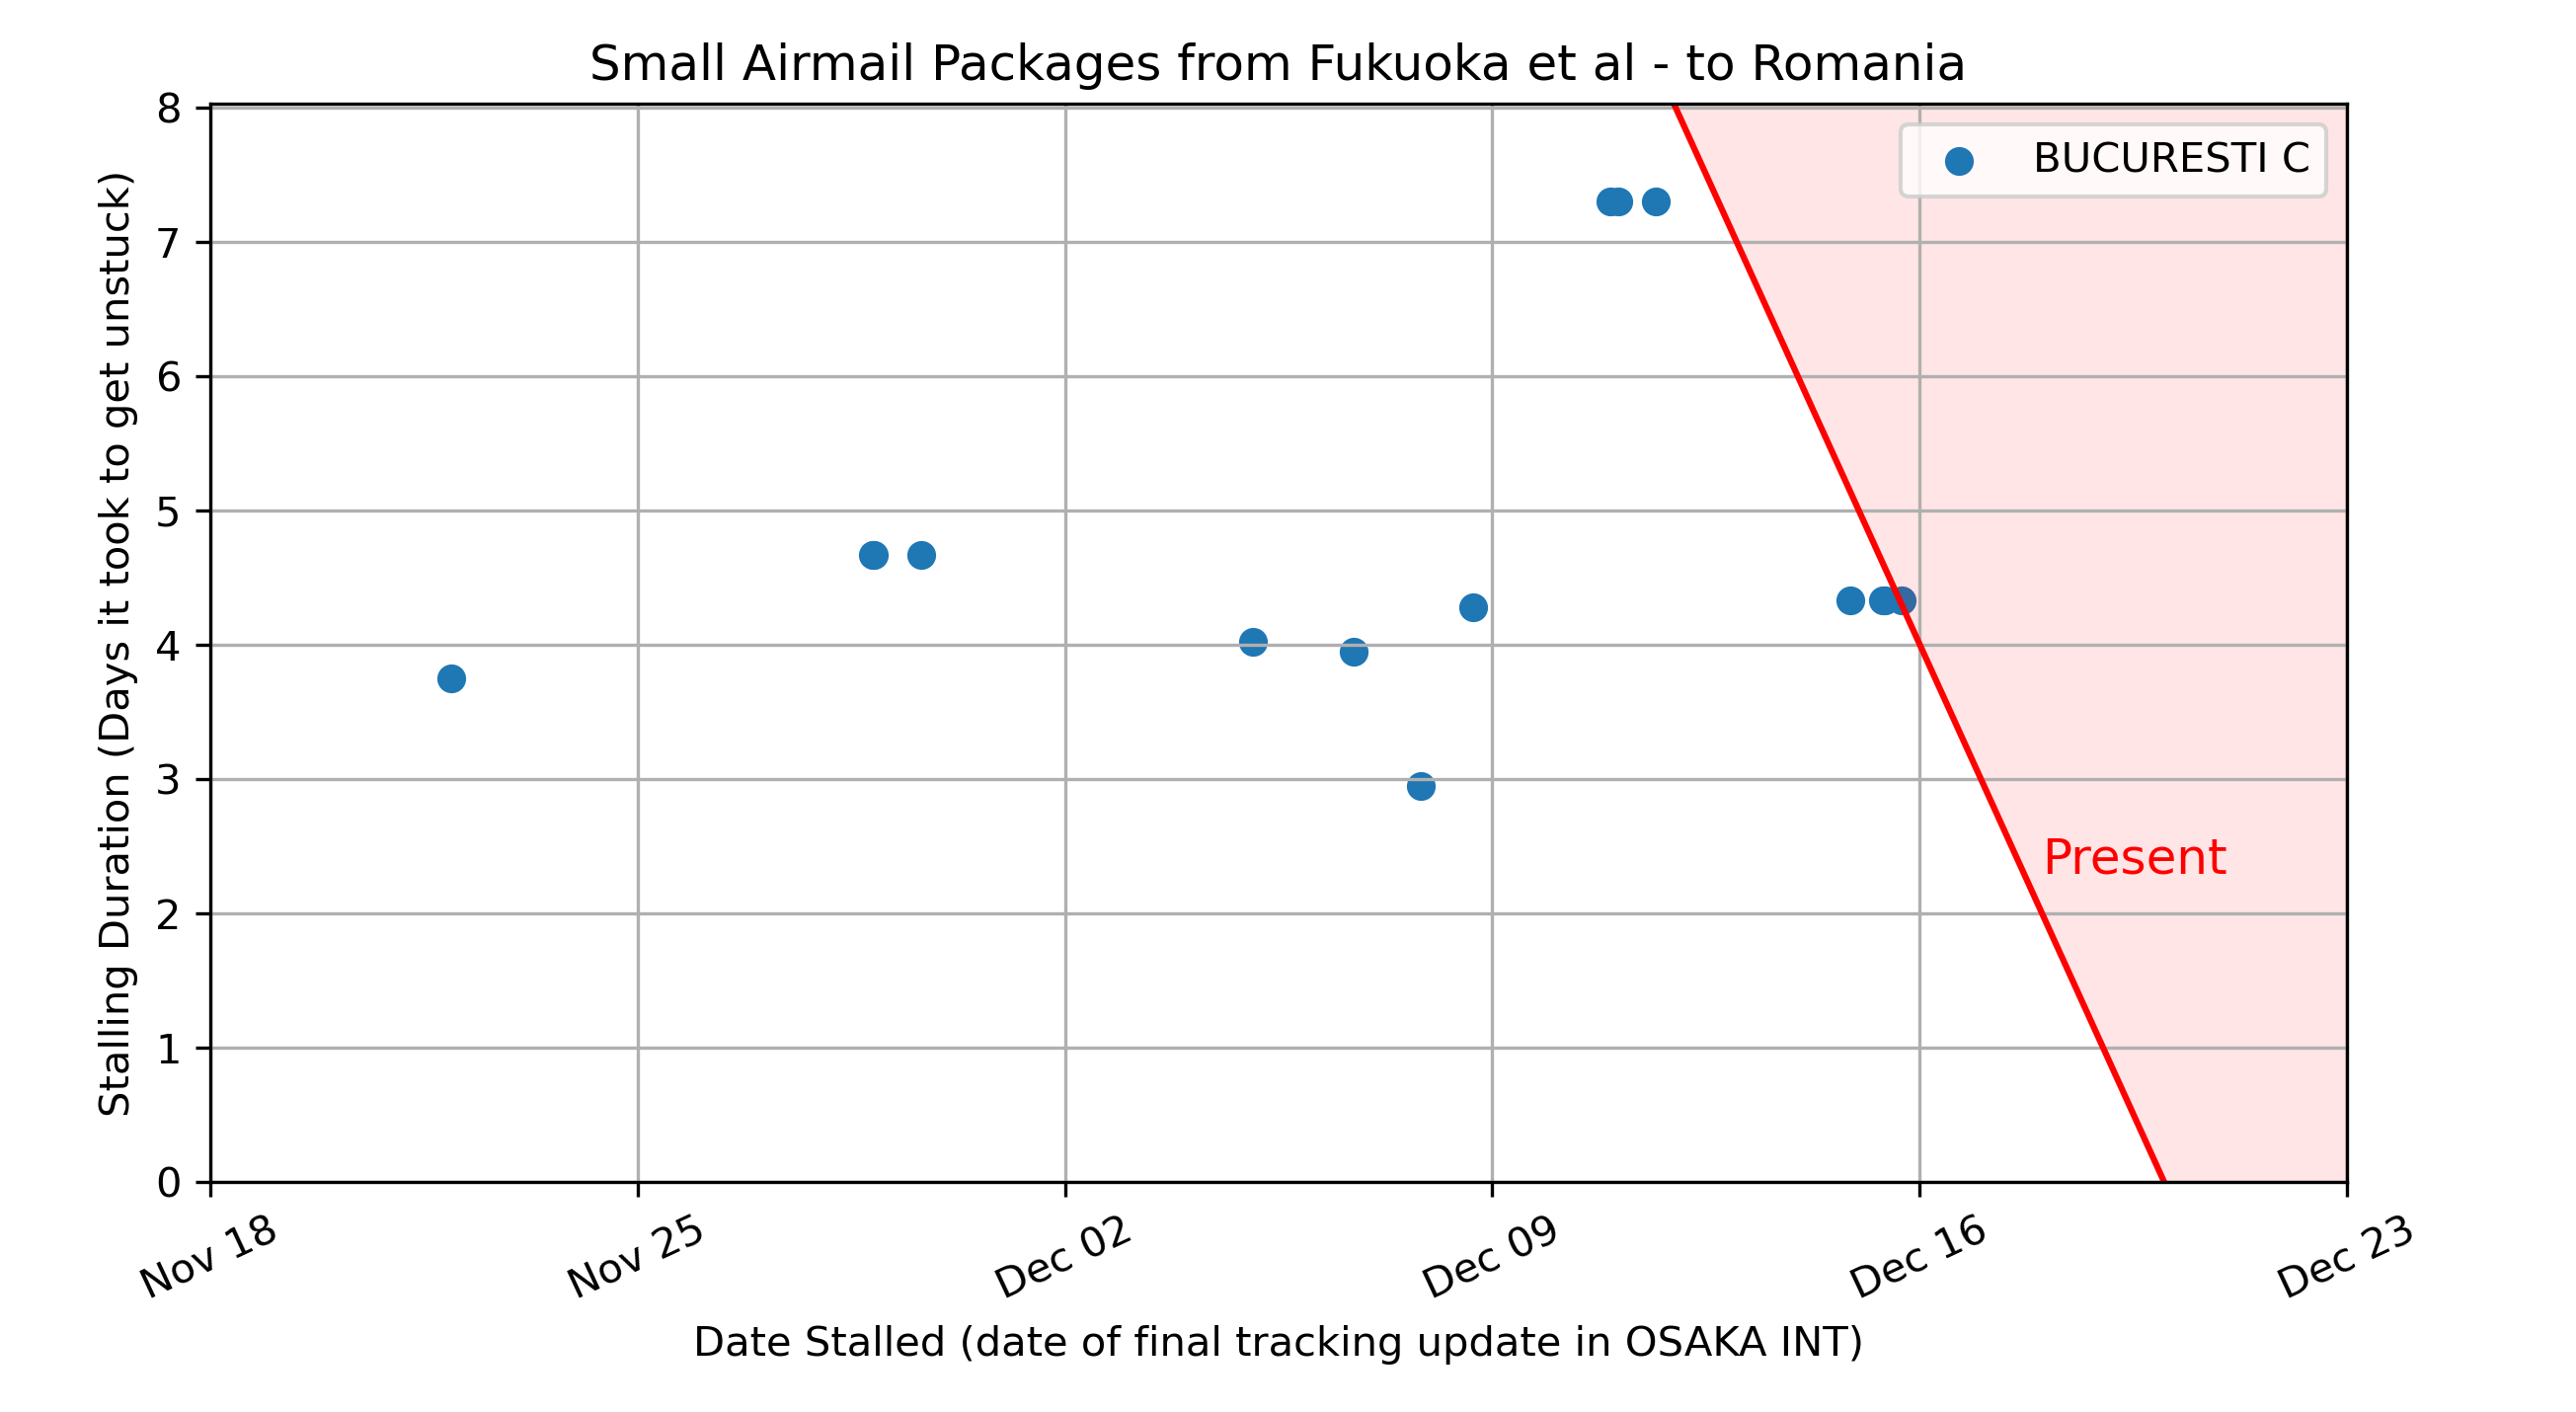 Small Airmail Packages from Fukuoka et al - to Romania
BUCURESTI C
Stalling Duration (Days it took to get unstuck)
8
7
6
5
4
3
2
1
0
Present
Nov 18
Nov 25
Dec 02
Dec 09
Dec 16
Dec 23
Date Stalled (date of final tracking update in OSAKA INT)